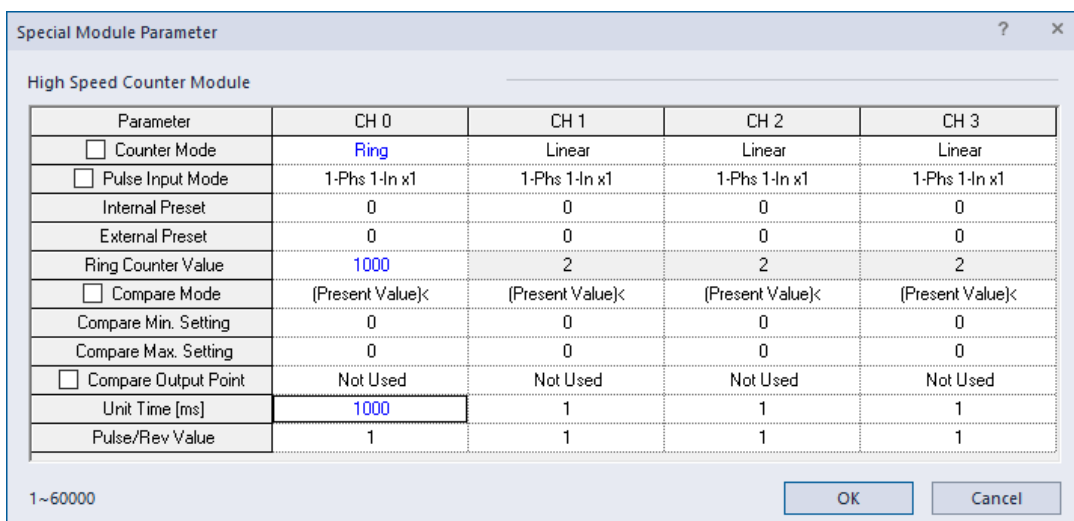 Special Module Parameter ? ×
High Speed Counter Module
Parameter CH 0 CH 1 CH 2 CH 3
Counter Mode Ring Linear Linear Linear
Pulse Input Mode 1-Phs 1-In x1 1-Phs 1-In x1 1-Phs 1-In x1 1-Phs 1-In x1
Internal Preset 0 0 0 0
External Preset 0 0 0 0
Ring Counter Value 1000 2 2 2
Compare Mode (Present Value)< (Present Value)< (Present Value)< (Present Value)<
Compare Min. Setting 0 0 0 0
Compare Max. Setting 0 0 0 0
Compare Output Point Not Used Not Used Not Used Not Used
Unit Time [ms] 1000 1 1 1
Pulse/Rev Value 1 1 1 1
1~60000 OK Cancel